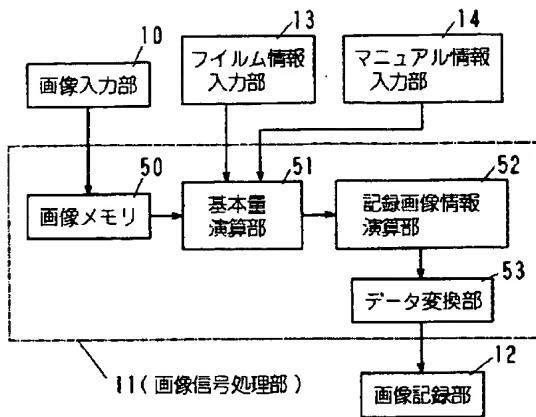 10
画像入力部
13
フイルム情報
入力部
14
マニュアル情報
入力部
50
画像メモリ
51
基本量
演算部
52
記録画像情報
演算部
53
データ変換部
11(画像信号処理部)
12
画像記録部